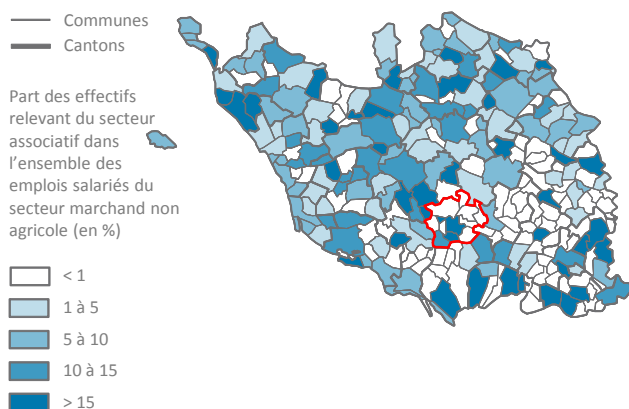 Communes
Cantons
Part des effectifs
relevant du secteur
associatif dans
l’ensemble des
emplois salariés du
secteur marchand non
agricole (en %)
< 1
1 à 5
5 à 10
10 à 15
> 15